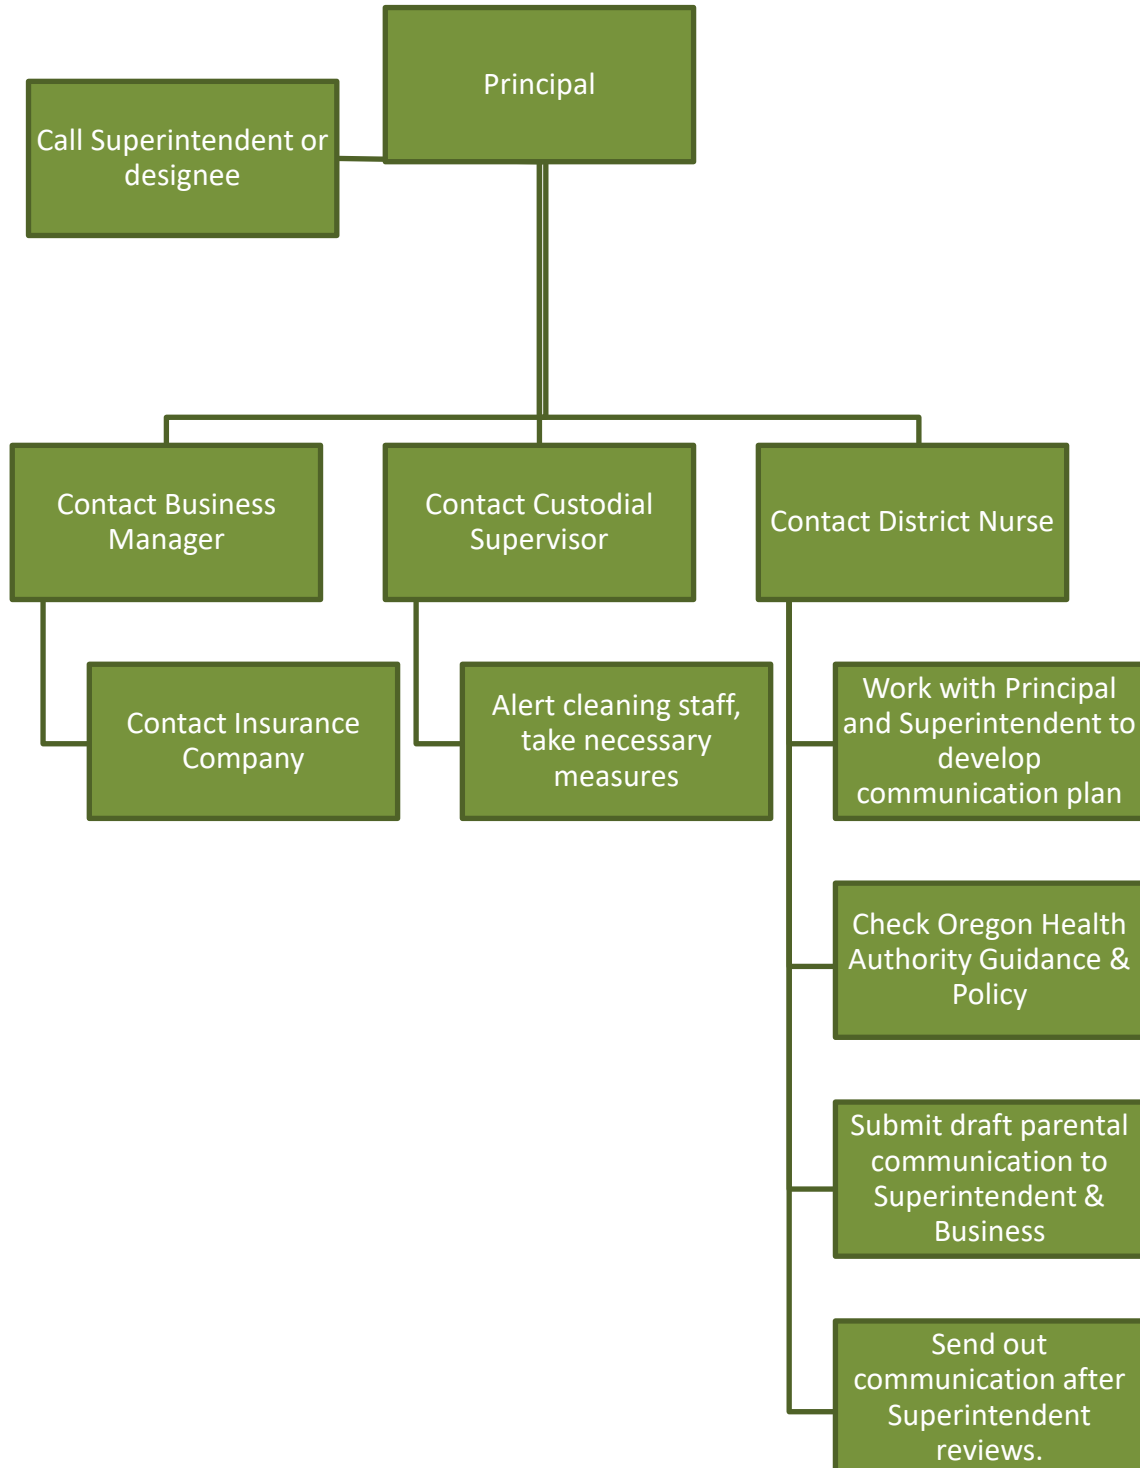 Principal
Call Superintendent or
designee
Contact Business
Manager
Contact Custodial
Supervisor
Contact District Nurse
Contact Insurance
Company
Alert cleaning staff,
take necessary
measures
Work with Principal
and Superintendent to
develop
communication plan
Check Oregon Health
Authority Guidance &
Policy
Submit draft parental
communication to
Superintendent &
Business
Send out
communication after
Superintendent
reviews.